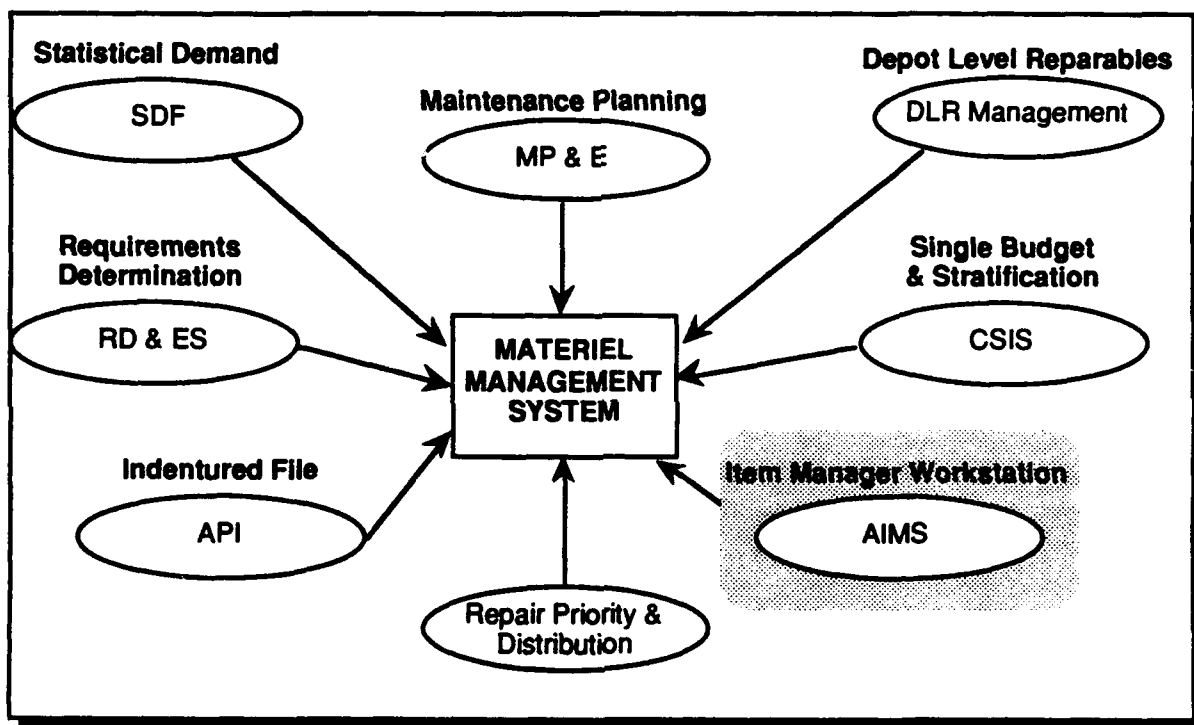 Statistical Demand
SDF
Maintenance Planning
MP & E
Depot Level Reparables
DLR Management
Requirements
Determination
RD & ES
Single Budget
& Stratification
CSIS
MATERIEL
MANAGEMENT
SYSTEM
Indentured File
API
Item Manager Workstation
AIMS
Repair Priority &
Distribution